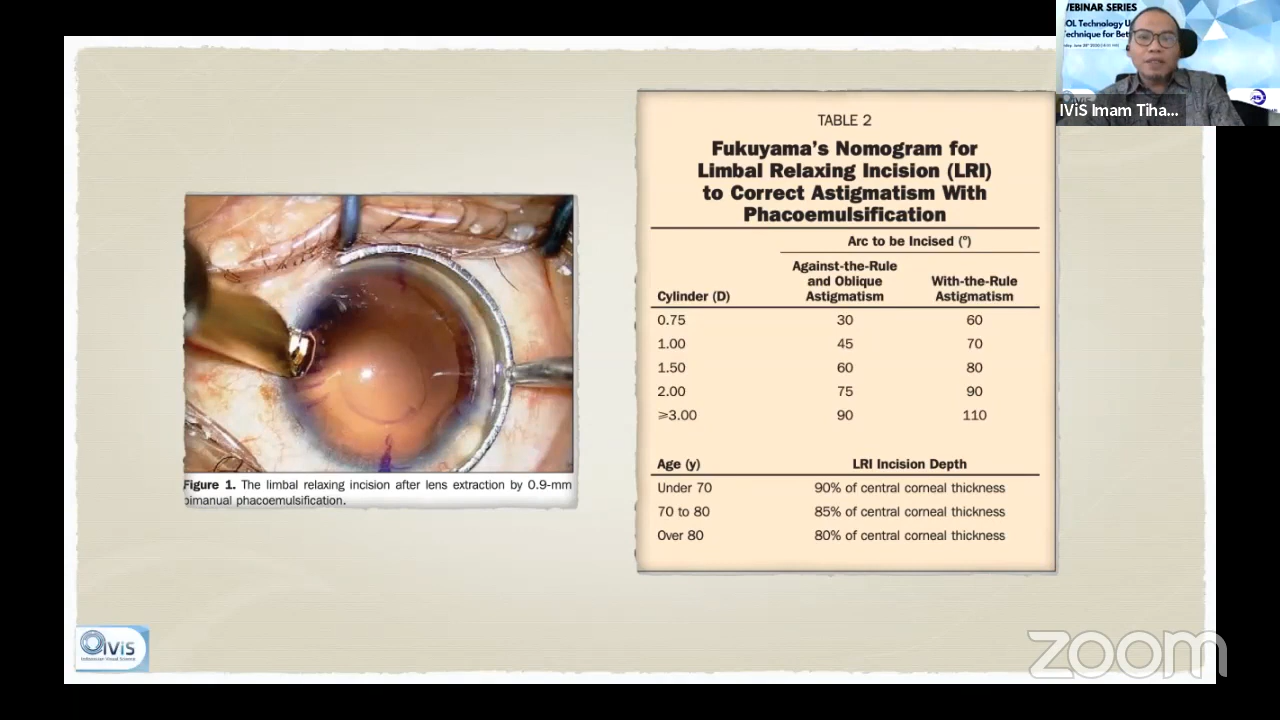 TABLE 2
Fukuyama's Nomogram for
Limbal Relaxing Incision (LRI)
to Correct Astigmatism With
Phacoemulsification
Arc to be Incised (°)
Cylinder (D) Against-the-Rule and Oblique Astigmatism With-the-Rule Astigmatism
0.75 30 60
1.00 45 70
1.50 60 80
2.00 75 90
⩾3.00 90 110
Age (y) LRI Incision Depth
Under 70 90% of central corneal thickness
70 to 80 85% of central corneal thickness
Over 80 80% of central corneal thickness
Figure 1. The limbal relaxing incision after lens extraction by 0.9-mm
bimanual phacoemulsification.
IVIS
zoom
EBINAR SERIES
OL Technology U
echnique for Bet
IViS Imam Tiha...